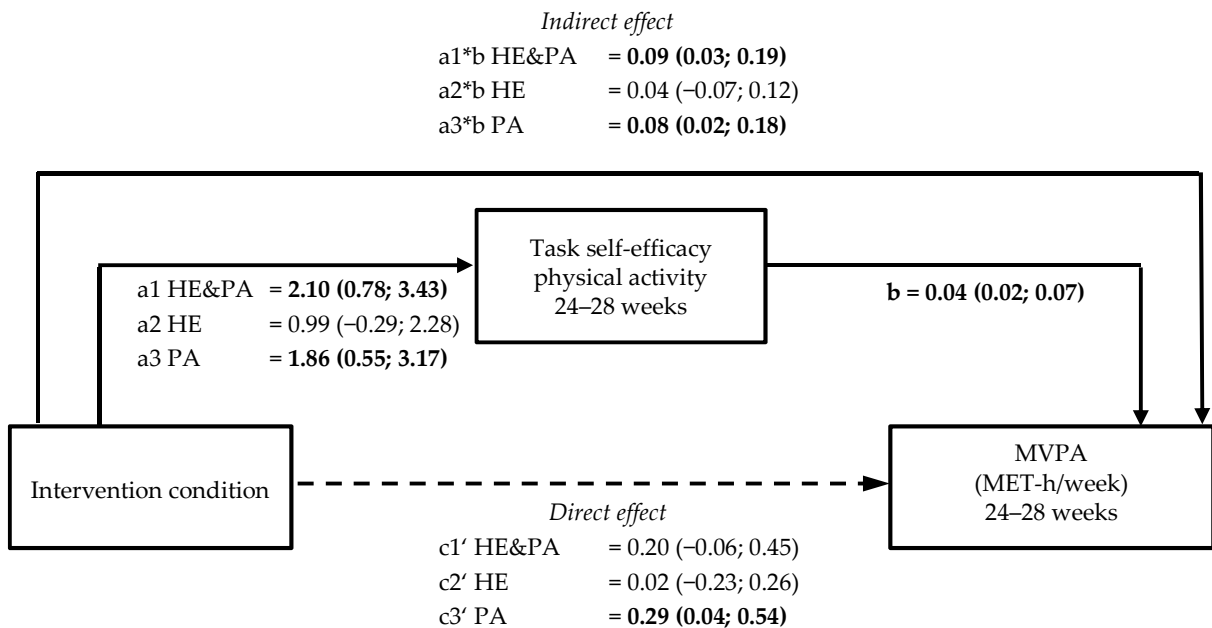 Indirect effect
a1*b HE&PA = 0.09 (0.03; 0.19)
a2*b HE = 0.04 (−0.07; 0.12)
a3*b PA = 0.08 (0.02; 0.18)
Task self-efficacy
physical activity
24–28 weeks
a1 HE&PA = 2.10 (0.78; 3.43)
a2 HE = 0.99 (−0.29; 2.28)
a3 PA = 1.86 (0.55; 3.17)
b = 0.04 (0.02; 0.07)
Intervention condition
MVPA
(MET-h/week)
24–28 weeks
Direct effect
c1‘ HE&PA = 0.20 (−0.06; 0.45)
c2‘ HE = 0.02 (−0.23; 0.26)
c3‘ PA = 0.29 (0.04; 0.54)